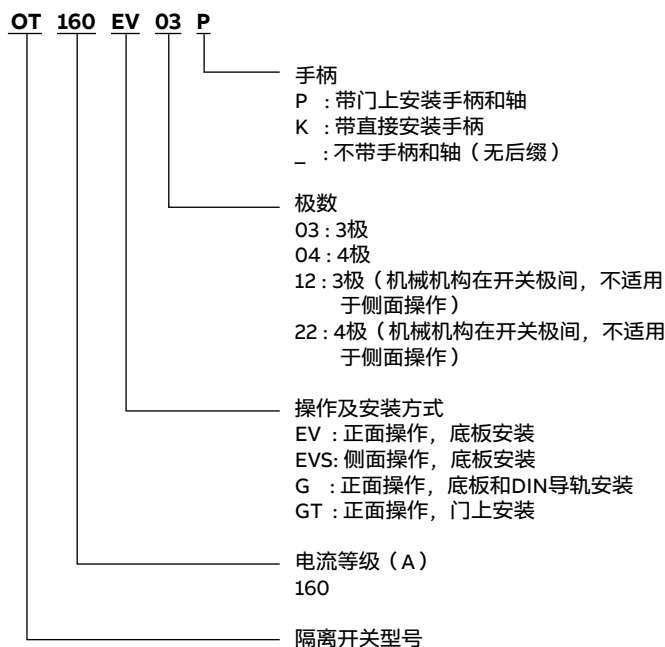 OT 160 EV 03 P
手柄
P ：带门上安装手柄和轴
K ：带直接安装手柄
_ ：不带手柄和轴（无后缀）
极数
03 : 3极
04 : 4极
12 : 3极（机械机构在开关极间，不适用
于侧面操作）
22 : 4极（机械机构在开关极间，不适用
于侧面操作）
操作及安装方式
EV ：正面操作，底板安装
EVS: 侧面操作，底板安装
G ：正面操作，底板和DIN导轨安装
GT ：正面操作，门上安装
电流等级（A）
160
隔离开关型号